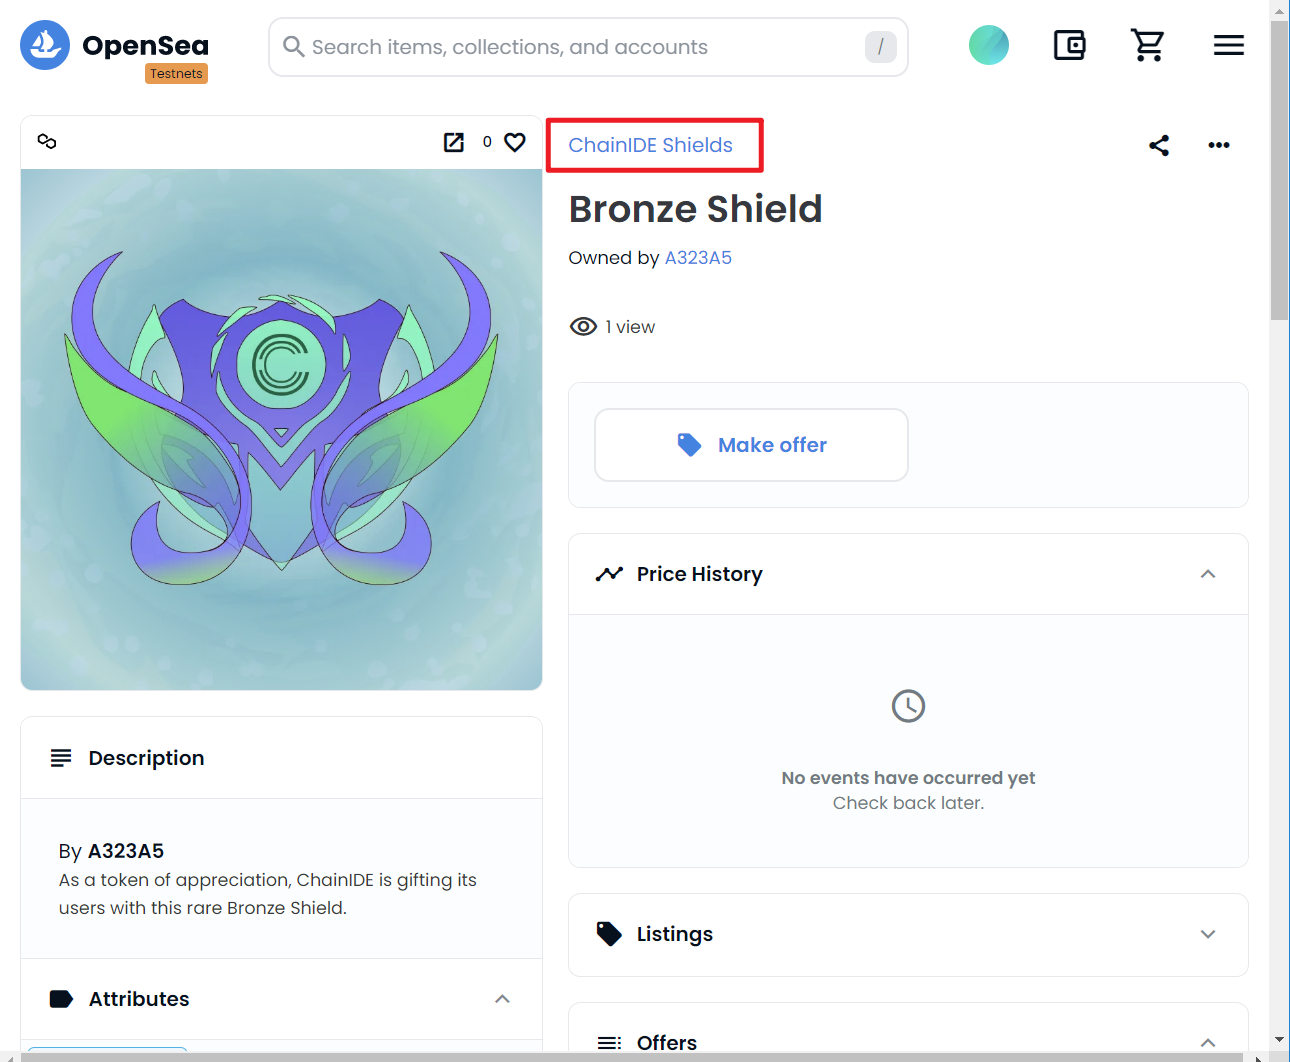 OpenSea
Testnets
Search items, collections, and accounts
/
0
ChainIDE Shields
Bronze Shield
Owned by A323A5
1 view
Make offer
Price History
No events have occurred yet
Check back later.
Description
By A323A5
As a token of appreciation, ChainIDE is gifting its
users with this rare Bronze Shield.
Attributes
Listings
Offers